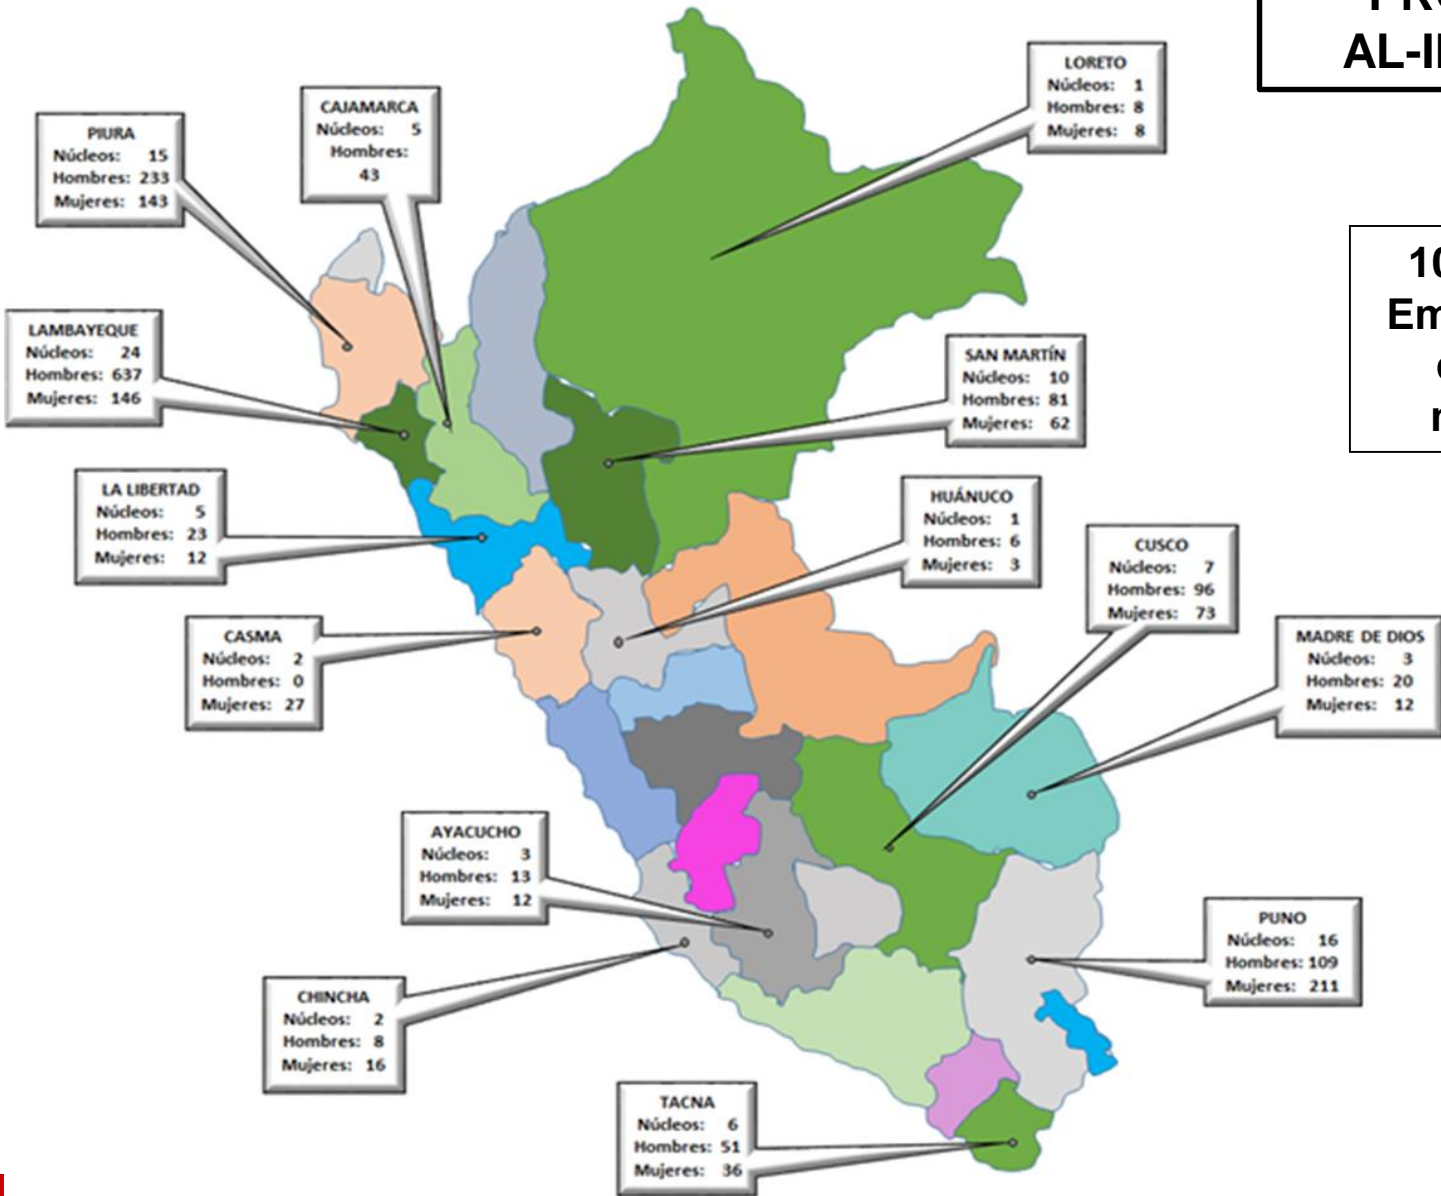 AL-I
LORETO
Núcleos: 1
Hombres: 8
Mujeres: 8
CAJAMARCA
Núcleos: 5
Hombres:
43
PIURA
Núcleos: 15
Hombres: 233
Mujeres: 143
10
Em
LAMBAYEQUE
Núcleos: 24
Hombres: 637
Mujeres: 146
SAN MARTÍN
Núcleos: 10
Hombres: 81
Mujeres: 62
LA LIBERTAD
Núcleos: 5
Hombres: 23
Mujeres: 12
HUÁNUCO
Núcleos: 1
Hombres: 6
Mujeres: 3
CUSCO
Núcleos: 7
Hombres: 96
Mujeres: 73
CASMA
Núcleos: 2
Hombres: 0
Mujeres: 27
MADRE DE DIOS
Núcleos: 3
Hombres: 20
Mujeres: 12
AYACUCHO
Núcleos: 3
Hombres: 13
Mujeres: 12
PUNO
Núcleos: 16
Hombres: 109
Mujeres: 211
CHINCHA
Núcleos: 2
Hombres: 8
Mujeres: 16
TACNA
Núcleos: 6
Hombres: 51
Mujeres: 36